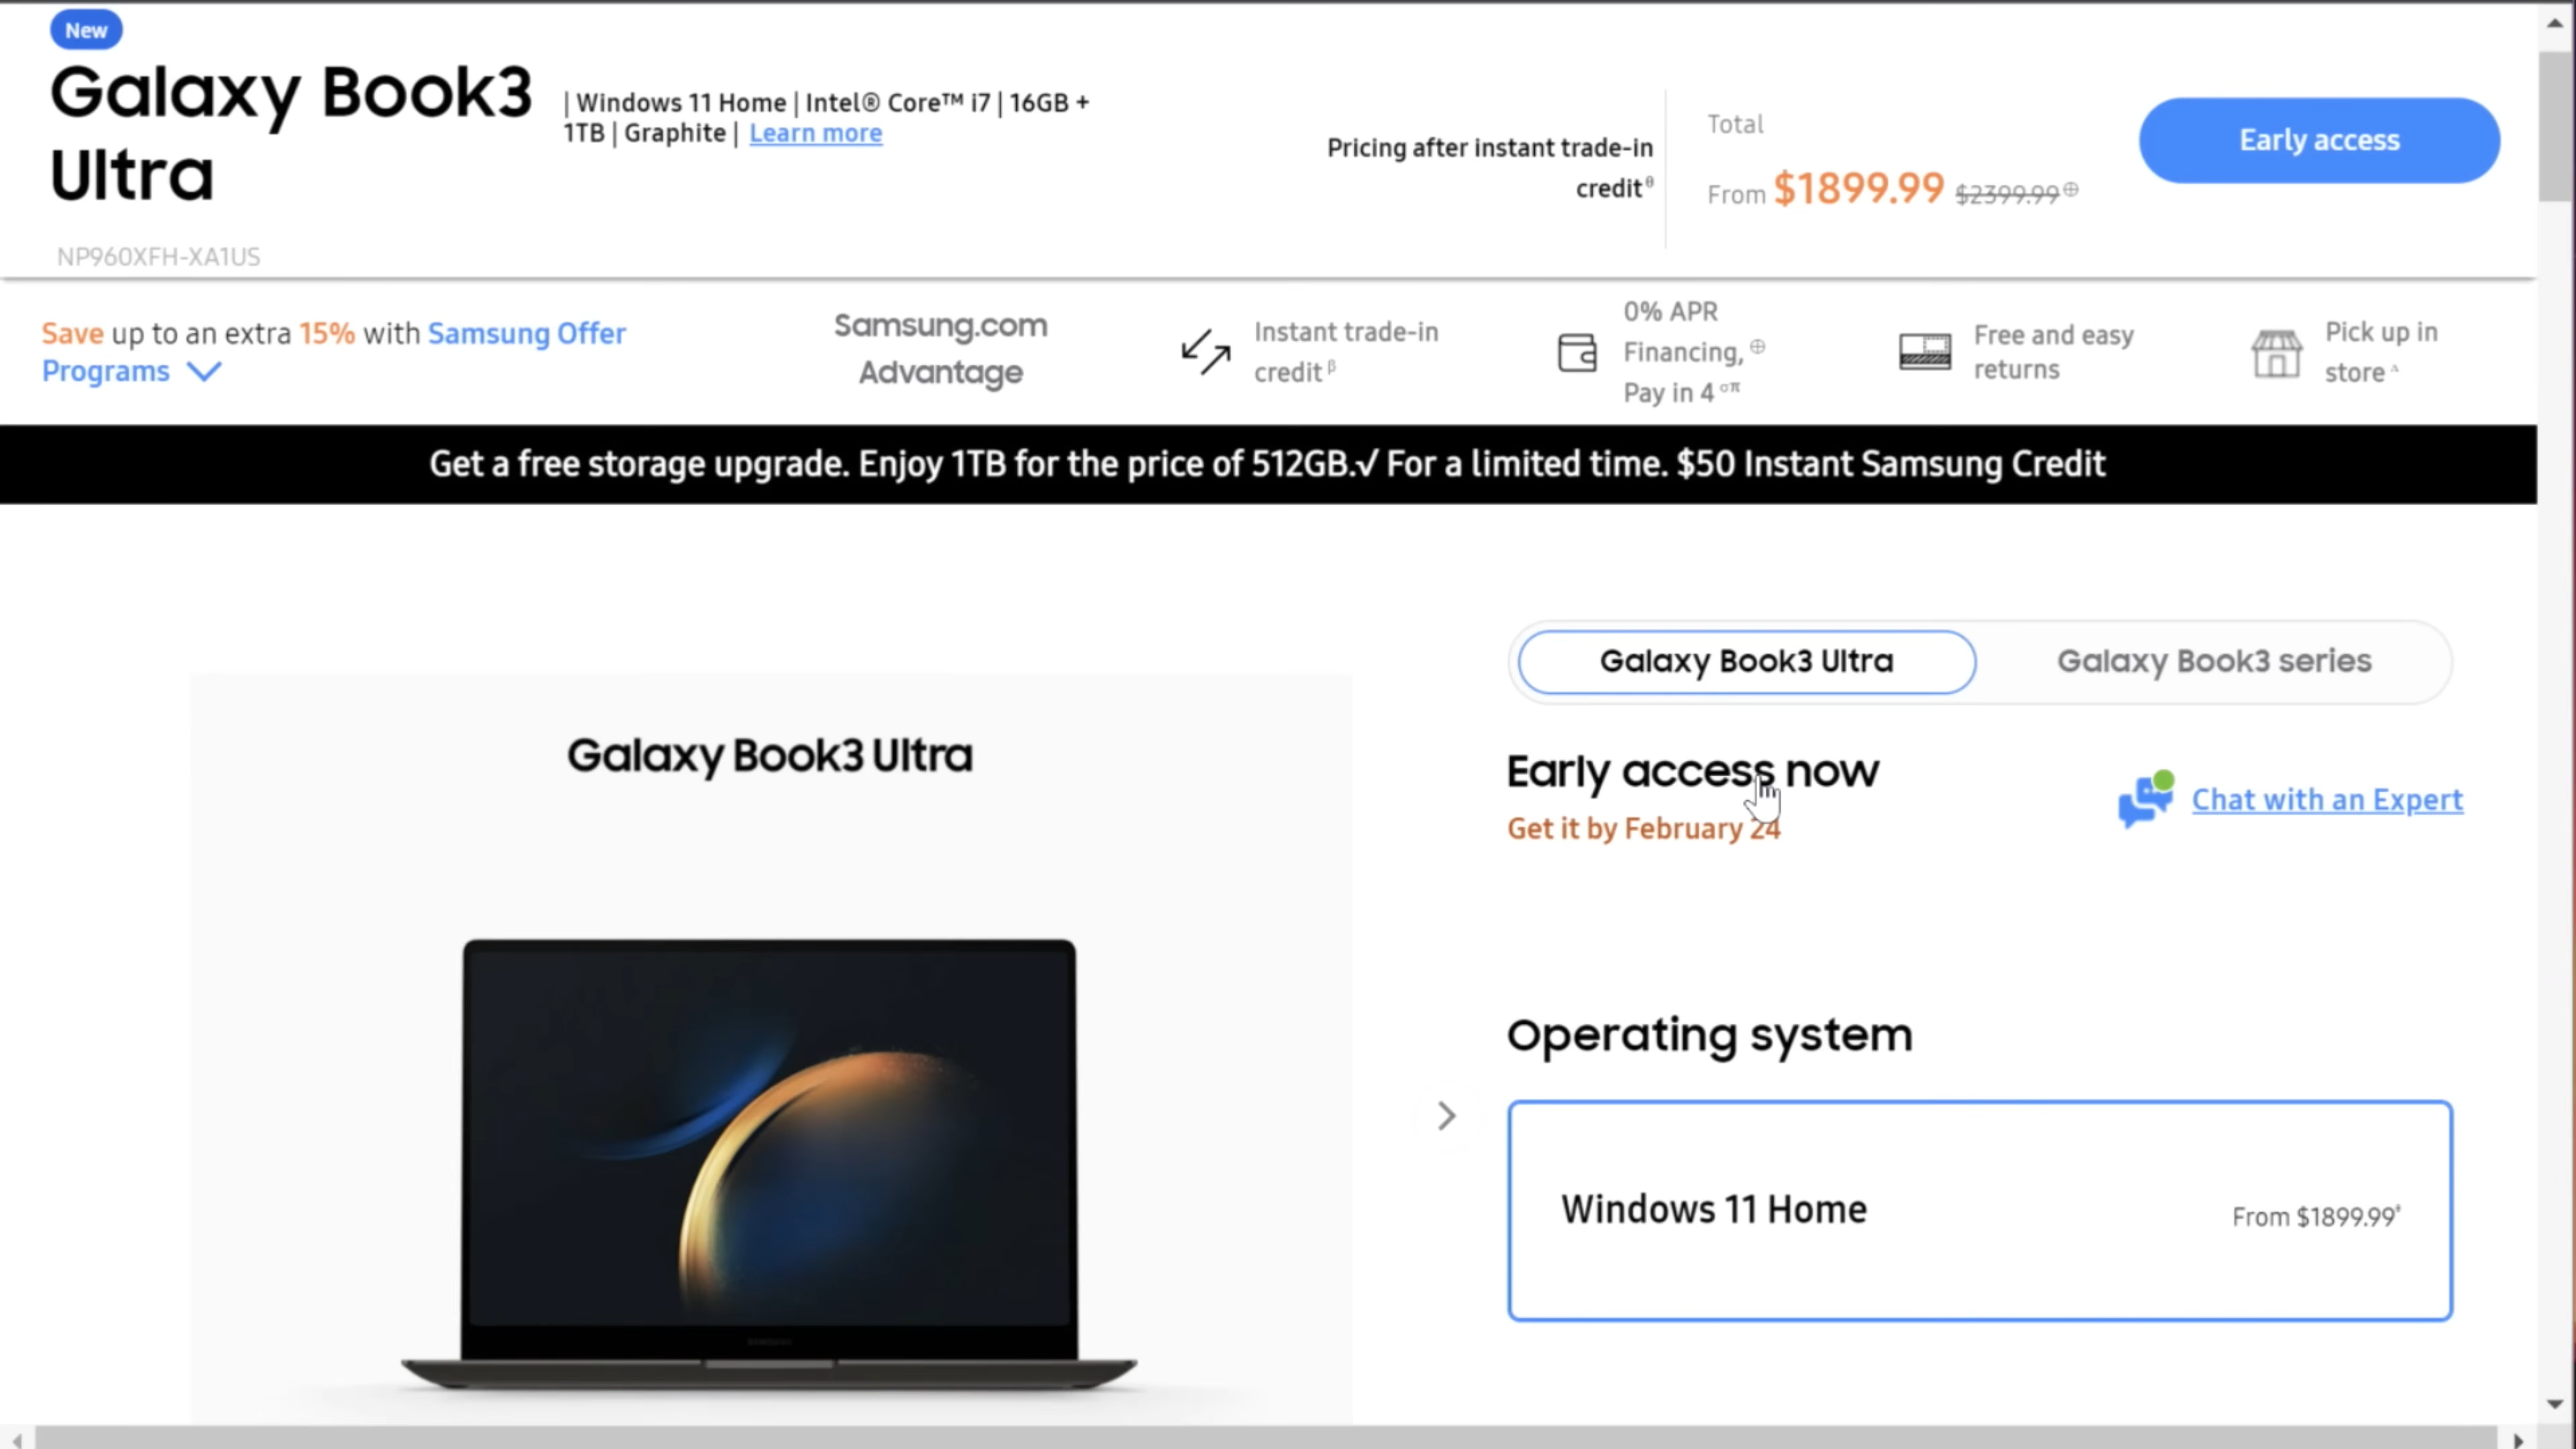 New
Galaxy Book3
Ultra
| Windows 11 Home | Intel® Core™ i7 | 16GB +
1TB | Graphite | Learn more
NP960XFH-XA1US
Pricing after instant trade-in
credit θ
Total
From $1899.99 $2399.99 ⊕
Early access
Save up to an extra 15% with Samsung Offer
Programs
Samsung.com
Advantage
Instant trade-in
credit β
0% APR
Financing, ⊕
Pay in 4 σπ
Free and easy
returns
Pick up in
store Δ
Get a free storage upgrade. Enjoy 1TB for the price of 512GB.√ For a limited time. $50 Instant Samsung Credit
Galaxy Book3 Ultra
Galaxy Book3 Ultra
Galaxy Book3 series
Early access now
Get it by February 24
Chat with an Expert
Operating system
Windows 11 Home
From $1899.99